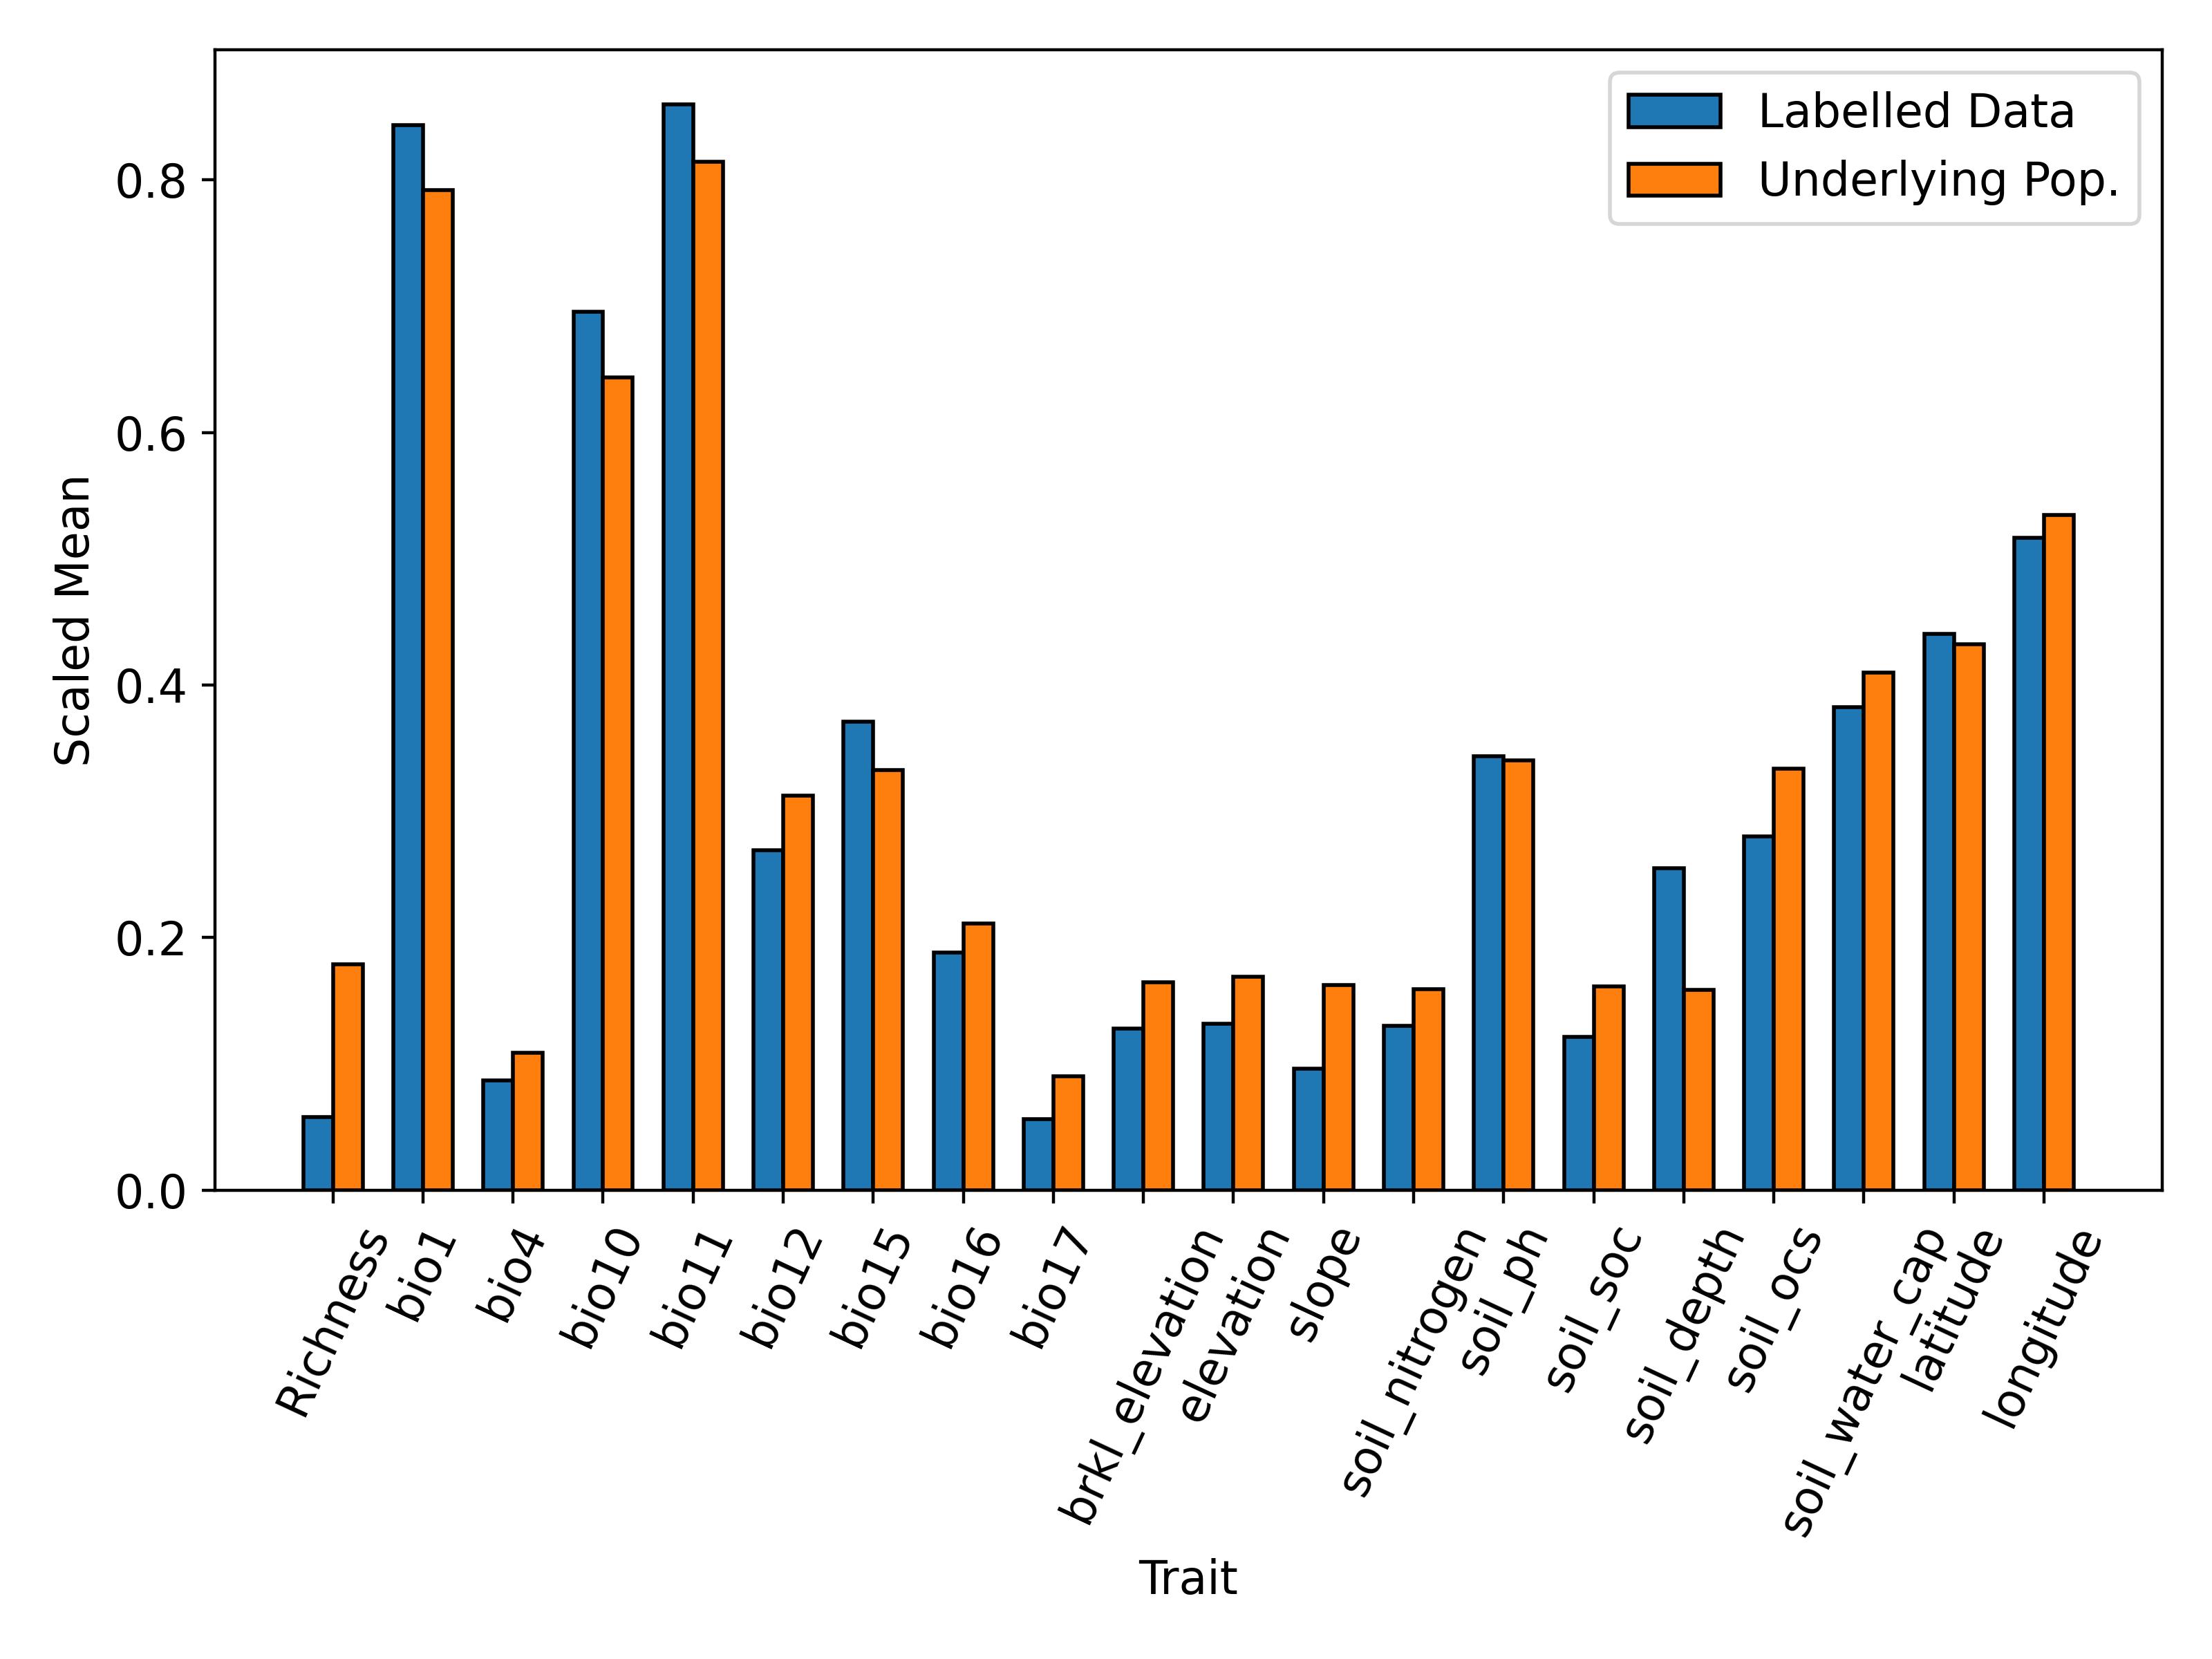 Labelled Data
Underlying Pop.
Scaled Mean
0.8
0.6
0.4
0.2
0.0
Richness
bio1
bio4
bio10
bio11
bio12
bio15
bio16
bio17
brkl_elevation
elevation
slope
soil_nitrogen
soil_ph
soil_soc
soil_depth
soil_ocs
soil_water_cap
latitude
longitude
Trait